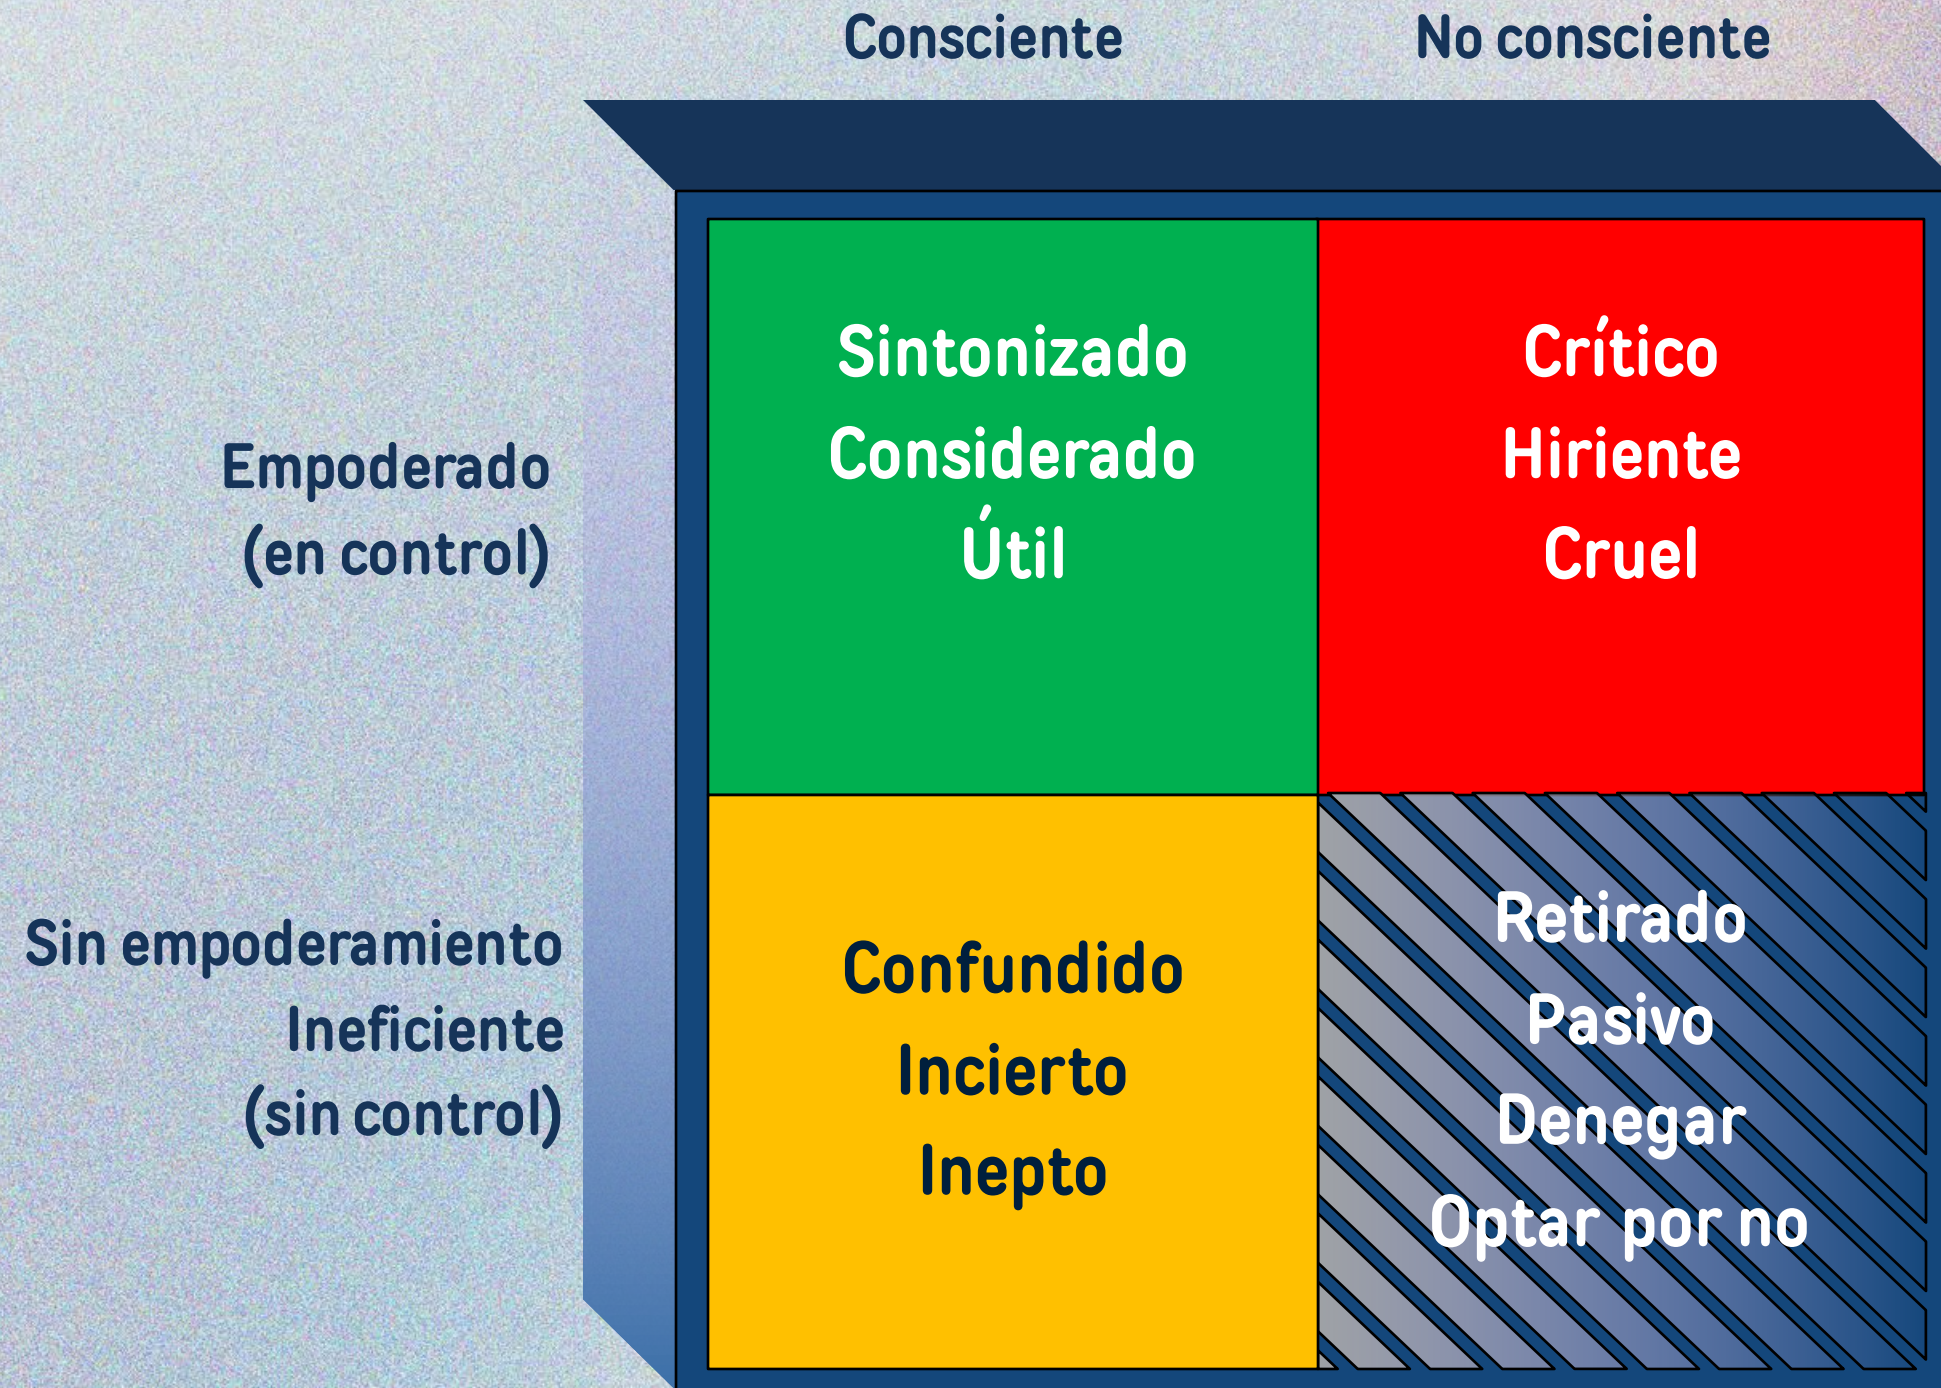 Consciente
No consciente
Empoderado
(en control)
Sintonizado
Considerado
Útil
Crítico
Hiriente
Cruel
Sin empoderamiento
Ineficiente
(sin control)
Confundido
Incierto
Inepto
Retirado
Pasivo
Denegar
Optar por no